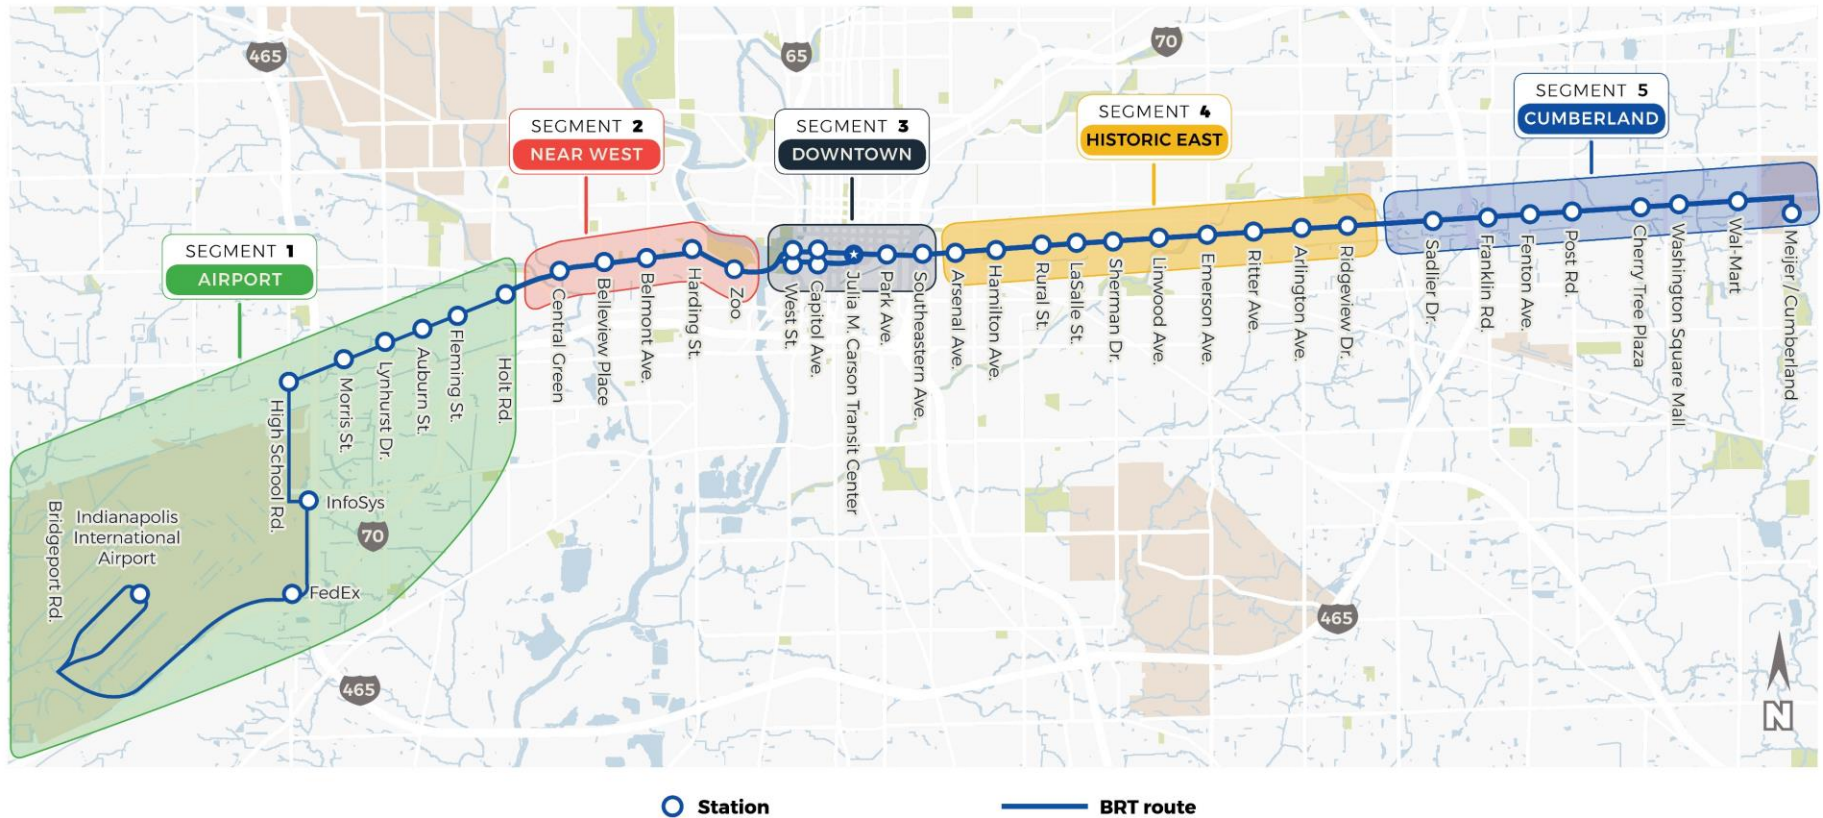 465
65
70
SEGMENT 1
AIRPORT
SEGMENT 2
NEAR WEST
SEGMENT 3
DOWNTOWN
SEGMENT 4
HISTORIC EAST
SEGMENT 5
CUMBERLAND
Bridgeport Rd.
Indianapolis
International
Airport
FedEx
InfoSys
70
High School Rd.
Morris St.
Lynhurst Dr.
Auburn St.
Fleming St.
Holt Rd.
Central Green
Belleview Place
Belmont Ave.
Harding St.
Zoo
West St.
Capitol Ave.
Julia M. Carson Transit Center
Park Ave.
Southeastern Ave.
Arsenal Ave.
Hamilton Ave.
Rural St.
LaSalle St.
Sherman Dr.
Linwood Ave.
Emerson Ave.
Ritter Ave.
Arlington Ave.
Ridgeview Dr.
Sadlier Dr.
Franklin Rd.
Fenton Ave.
Post Rd.
Cherry Tree Plaza
Washington Square Mall
Wal-Mart
Meijer/Cumberland
465
465
N
Station
BRT route